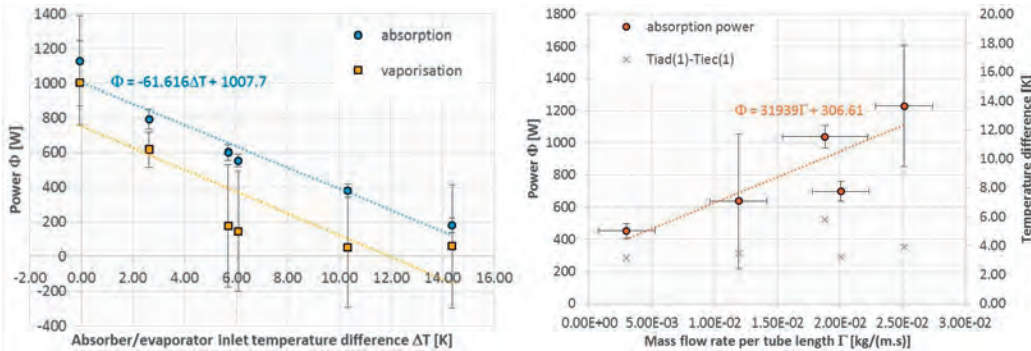 1400
1200
1000
800
600
400
200
0
-200
-400
0.00
2.00
4.00
6.00
8.00
10.00
12.00
14.00
16.00
Power Φ [W]
absorption
vaporisation
Φ = -61.616ΔT + 1007.7
Absorber/evaporator inlet temperature difference ΔT [K]
1800
1600
1400
1200
1000
800
600
400
200
0
Power Φ [W]
absorption power
Tiad(1)-Tiec(1)
Φ = 31939Γ + 306.61
20.00
18.00
16.00
14.00
12.00
10.00
8.00
6.00
4.00
2.00
0.00
Temperature difference [K]
0.00E+00
5.00E-03
1.00E-02
1.50E-02
2.00E-02
2.50E-02
3.00E-02
Mass flow rate per tube length Γ [kg/(m.s)]